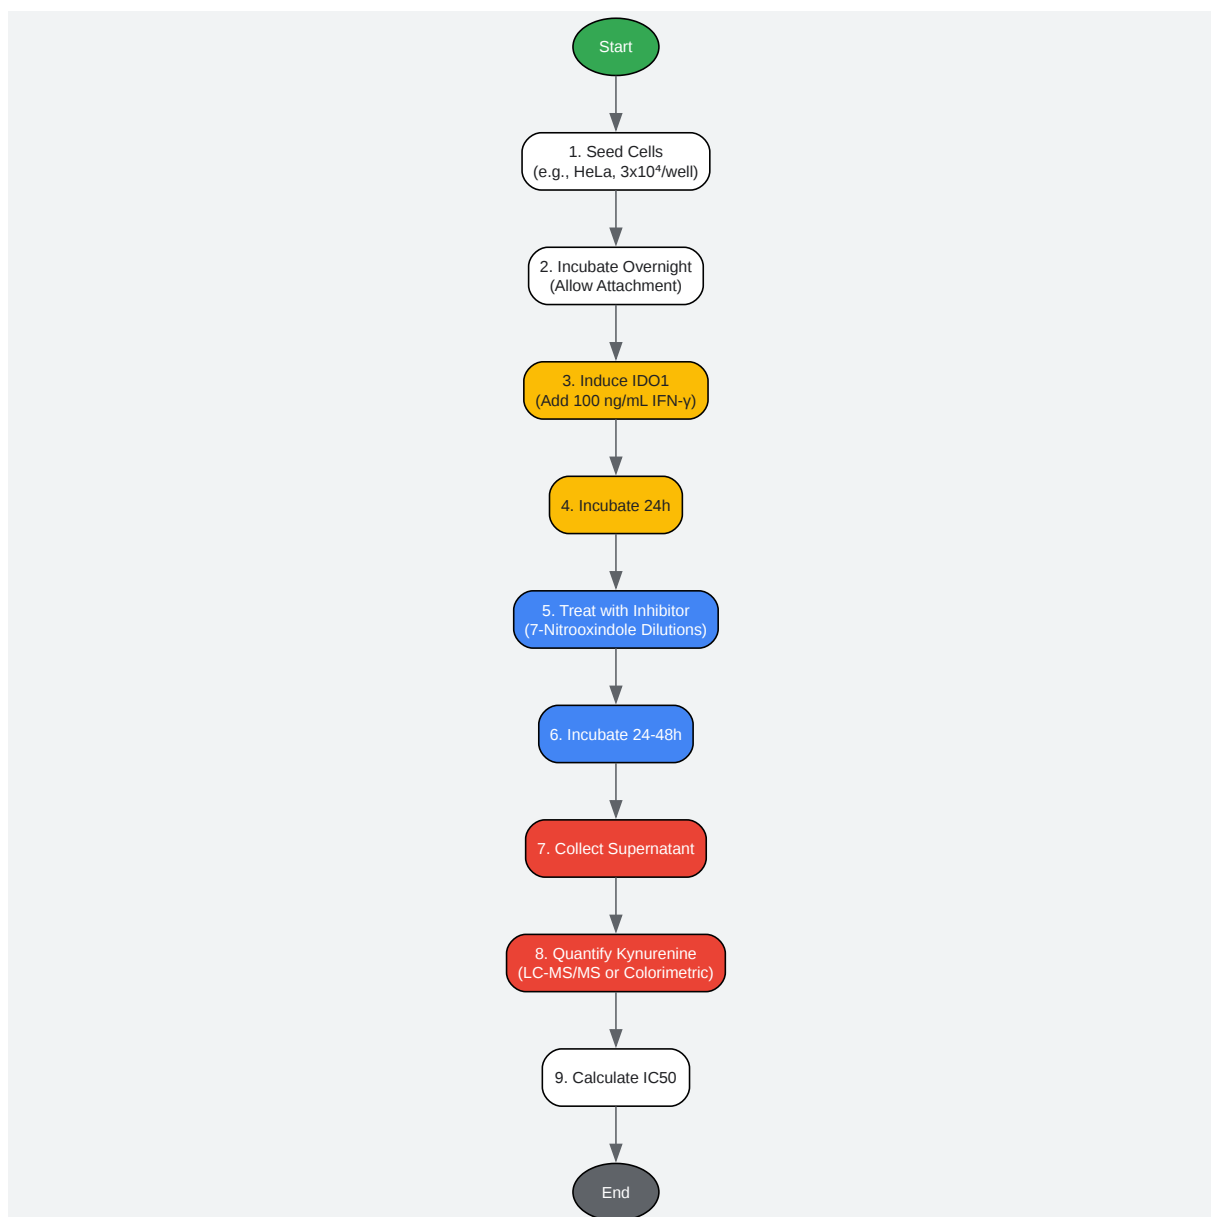 Start
1. Seed Cells
(e.g., HeLa, 3x10⁴/well)
2. Incubate Overnight
(Allow Attachment)
3. Induce IDO1
(Add 100 ng/mL IFN-γ)
4. Incubate 24h
5. Treat with Inhibitor
(7-Nitrooxindole Dilutions)
6. Incubate 24-48h
7. Collect Supernatant
8. Quantify Kynurenine
(LC-MS/MS or Colorimetric)
9. Calculate IC50
End